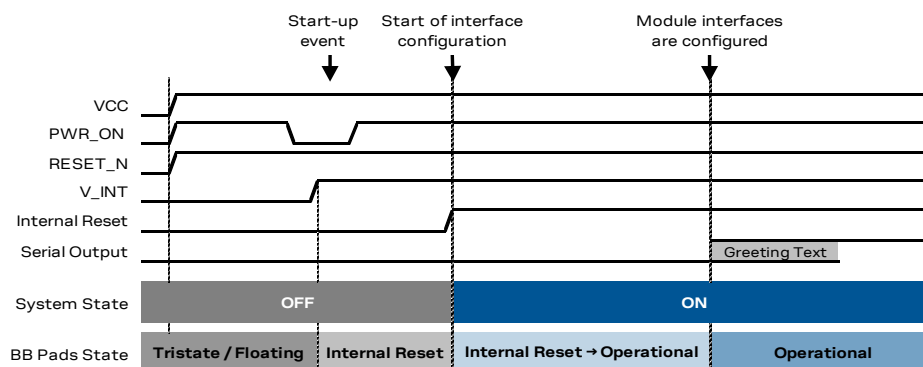 Start-up
event
Start of interface
configuration
Module interfaces
are configured
VCC
PWR_ON
RESET_N
V_INT
Internal Reset
Serial Output
Greeting Text
System State
OFF
ON
BB Pads State
Tristate / Floating
Internal Reset
Internal Reset → Operational
Operational